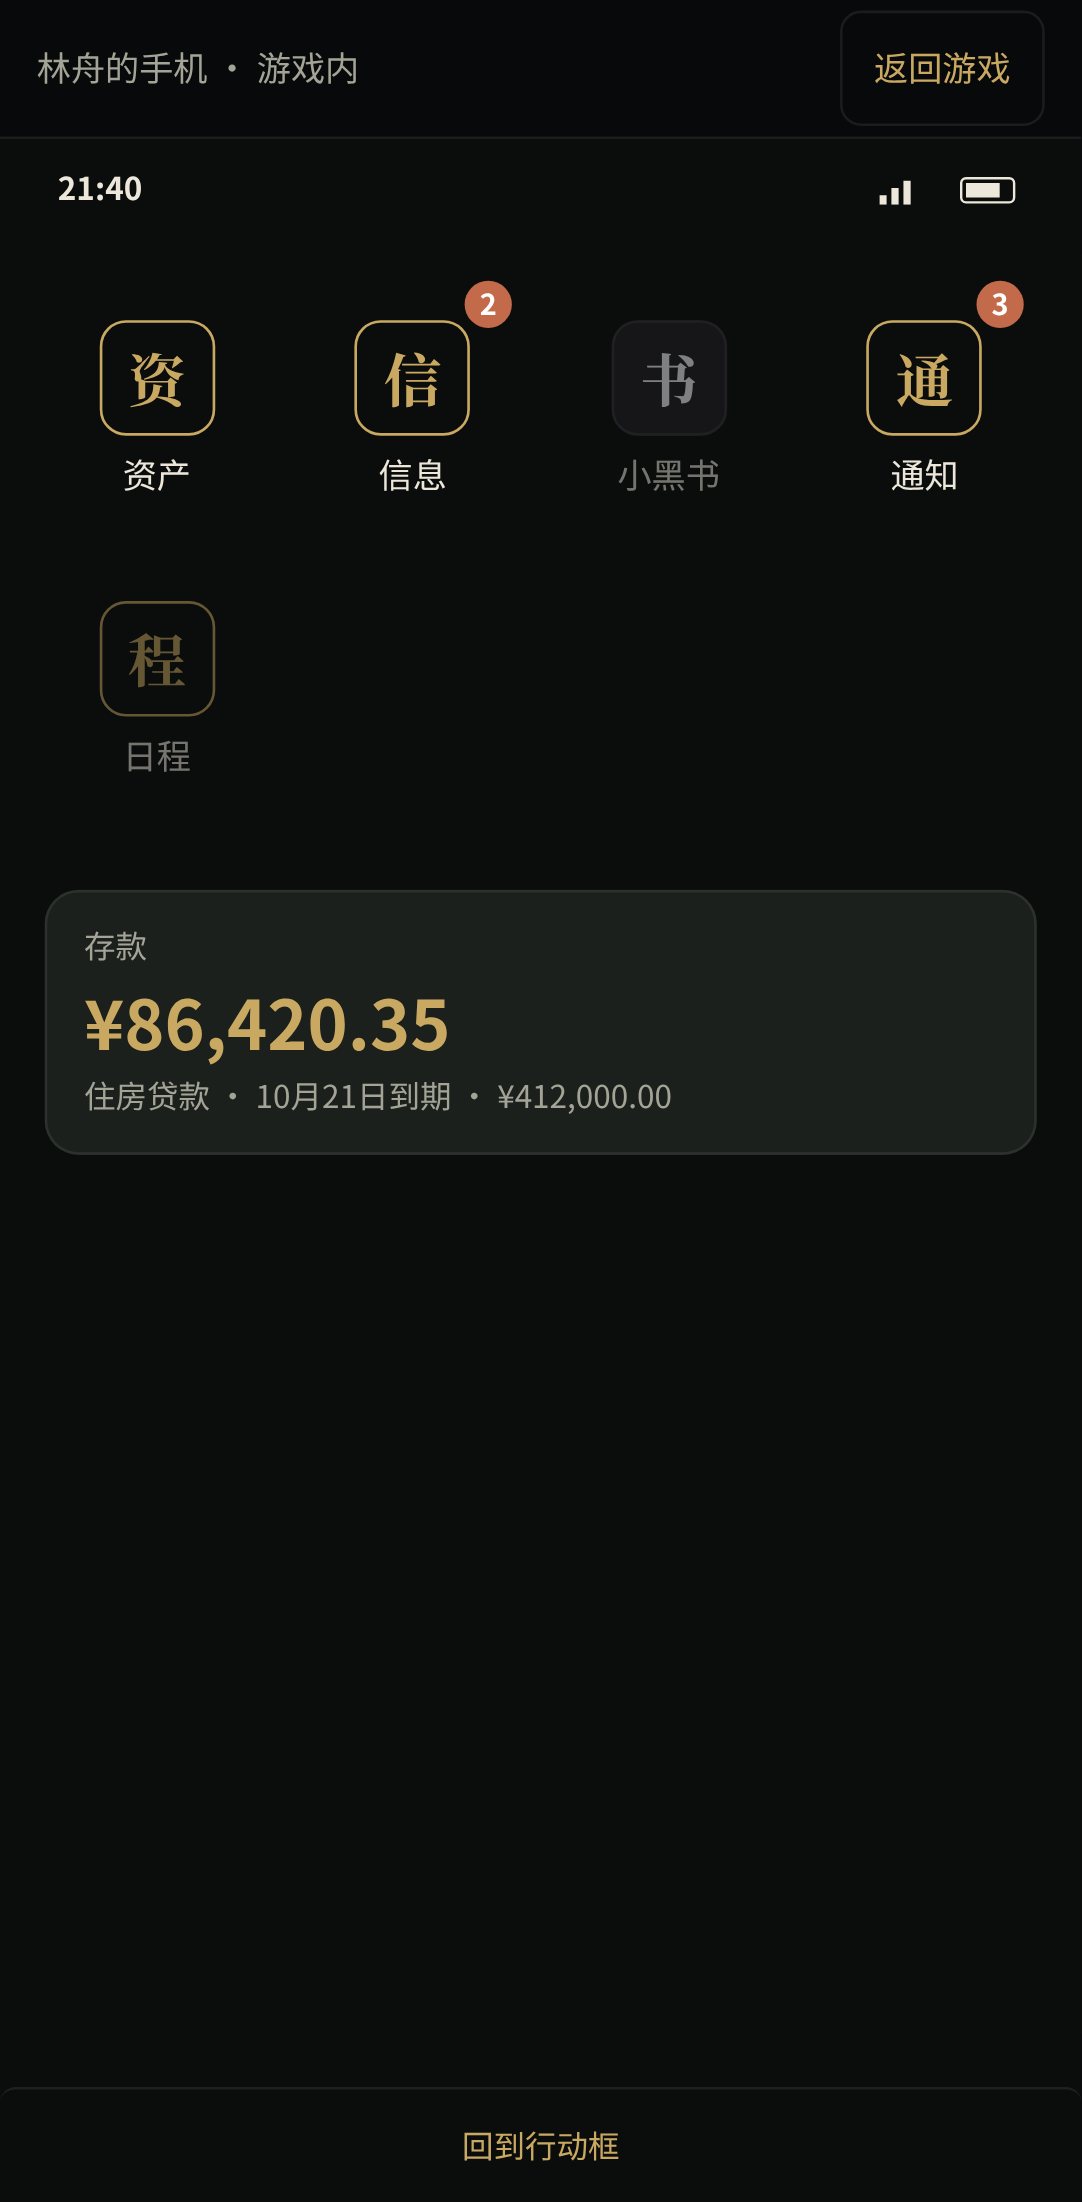 林舟的手机 · 游戏内
返回游戏
21:40
2
3
资
信
书
通
资产
信息
小黑书
通知
程
日程
存款
¥86,420.35
住房贷款 · 10月21日到期 · ¥412,000.00
回到行动框